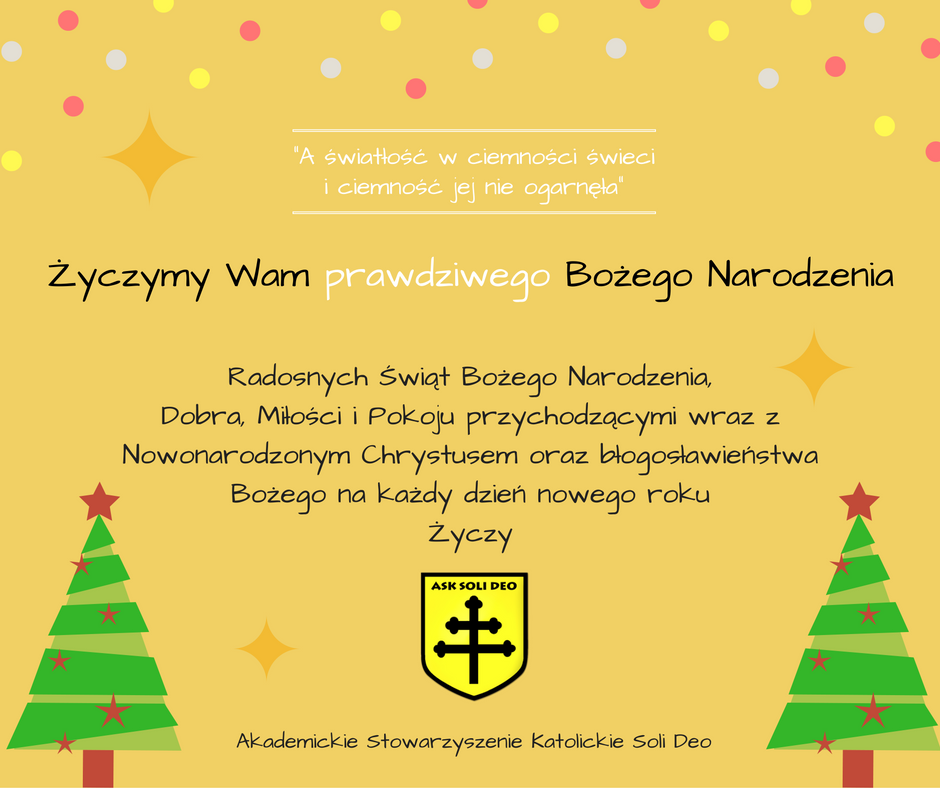 "A światłość w ciemności świeci
i ciemność jej nie ogarnęła"
Życzymy Wam prawdziwego Bożego Narodzenia
Radosnych Świąt Bożego Narodzenia,
Dobra, Miłości i Pokoju przychodzącymi wraz z
Nowonarodzonym Chrystusem oraz błogosławieństwa
Bożego na każdy dzień nowego roku
Życzy
ASK SOLI DEO
Akademickie Stowarzyszenie Katolickie Soli Deo